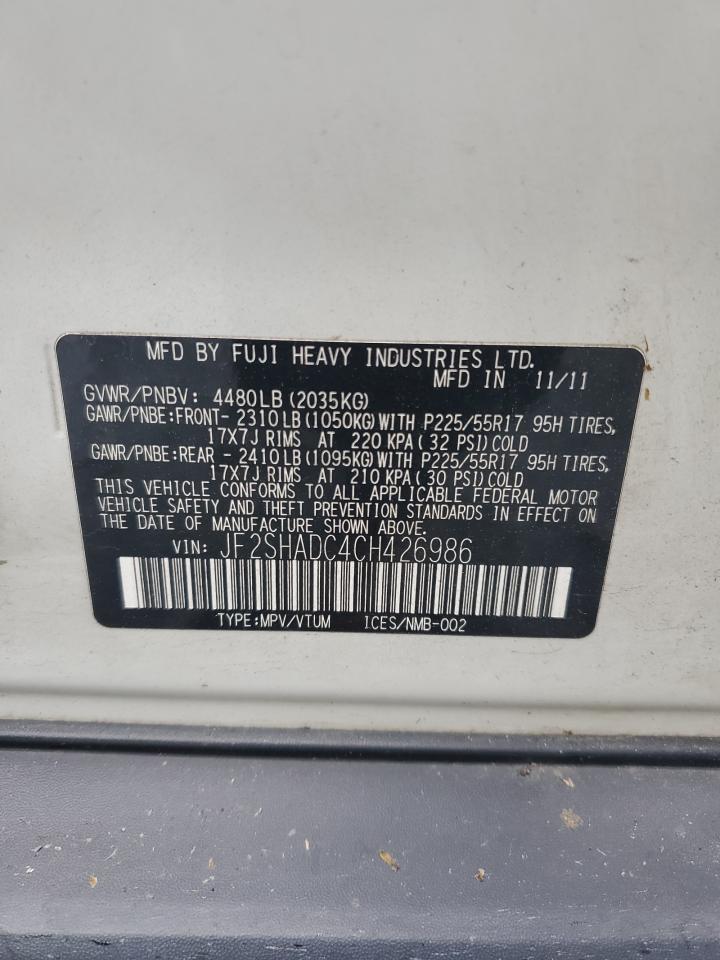 MFD BY FUJI HEAVY INDUSTRIES LTD.
MFD IN 11/11
GVWR/PNBV: 4480LB (2035KG)
GAWR/PNBE:FRONT- 2310LB(1050KG)WITH P225/55R17 95H TIRES,
17X7J RIMS AT 220 KPA(32 PSI)COLD
GAWR/PNBE:REAR - 2410LB(1095KG)WITH P225/55R17 95H TIRES,
17X7J RIMS AT 210 KPA(30 PSI)COLD
THIS VEHICLE CONFORMS TO ALL APPLICABLE FEDERAL MOTOR
VEHICLE SAFETY AND THEFT PREVENTION STANDARDS IN EFFECT ON
THE DATE OF MANUFACTURE SHOWN ABOVE.
VIN: JF2SHADC4CH426986
TYPE:MPV/VTUM ICES/NMB-002